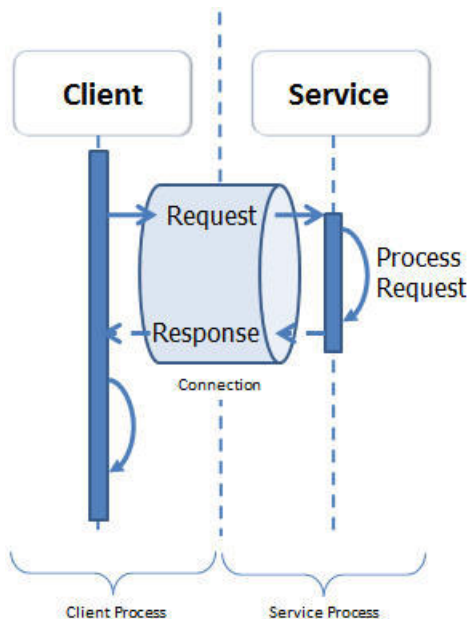 Client
Service
Request
Process
Request
Response
Connection
Client Process
Service Process